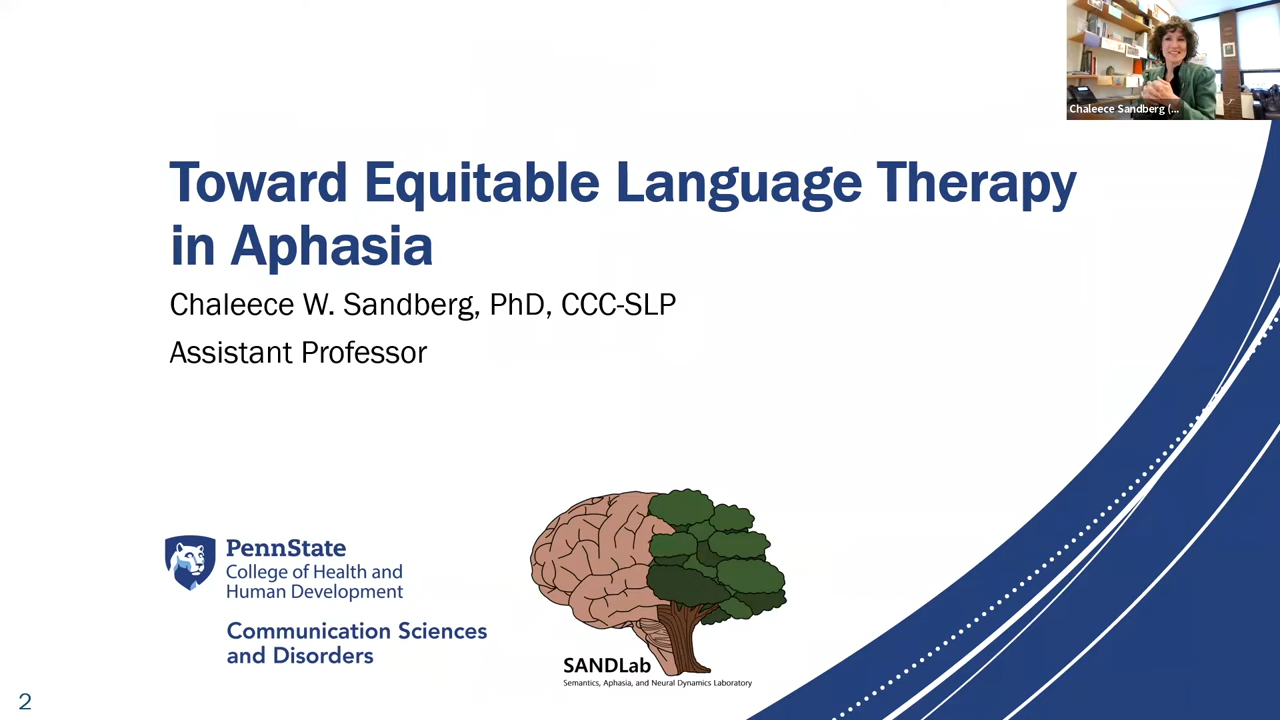 Chaleece Sandberg (...
Toward Equitable Language Therapy
in Aphasia
Chaleece W. Sandberg, PhD, CCC-SLP
Assistant Professor
PennState
College of Health and
Human Development
Communication Sciences
and Disorders
SANDLab
Semantics, Aphasia, and Neural Dynamics Laboratory
2